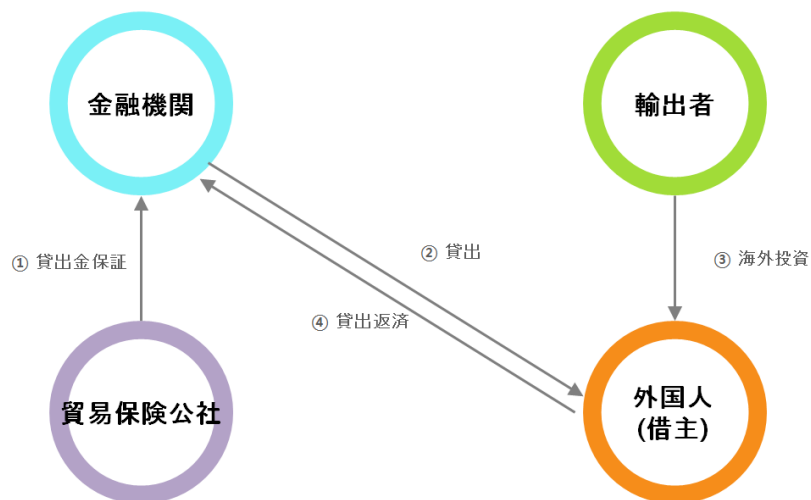 金融機関
輸出者
② 貸出
① 貸出金保証
③ 海外投資
④ 貸出返済
貿易保険公社
外国人
(借主)